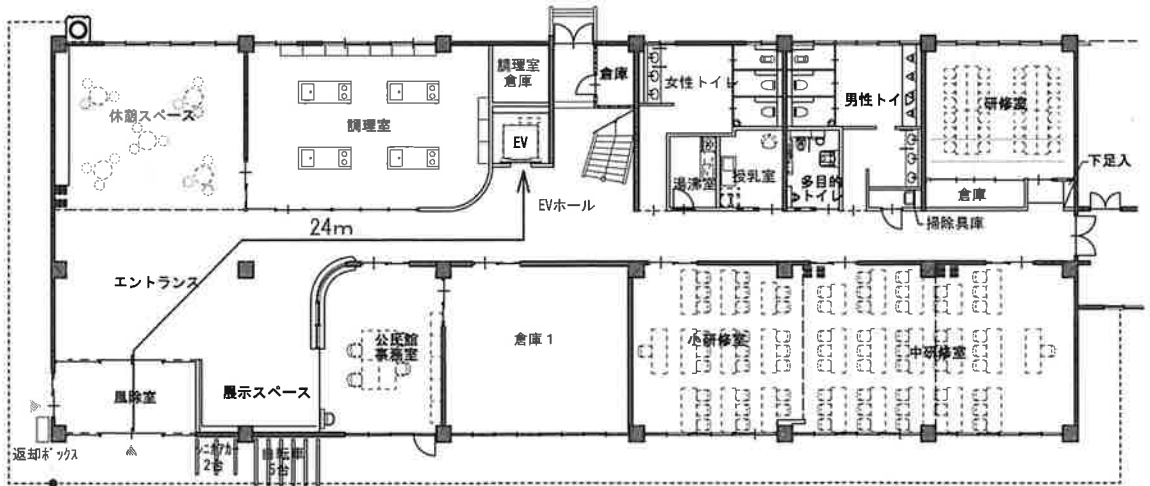 休憩スペース
調理室
調理室
倉庫
倉庫
EV
EVホール
女性トイレ
湯沸室
授乳室
多目的
トイレ
男性トイ
研修室
倉庫
下足入
掃除具庫
24m
エントランス
風除室
展示スペース
公民館
事務室
倉庫1
小研修室
中研修室
返却ボックス
シニアカー
2台
自転車
5台